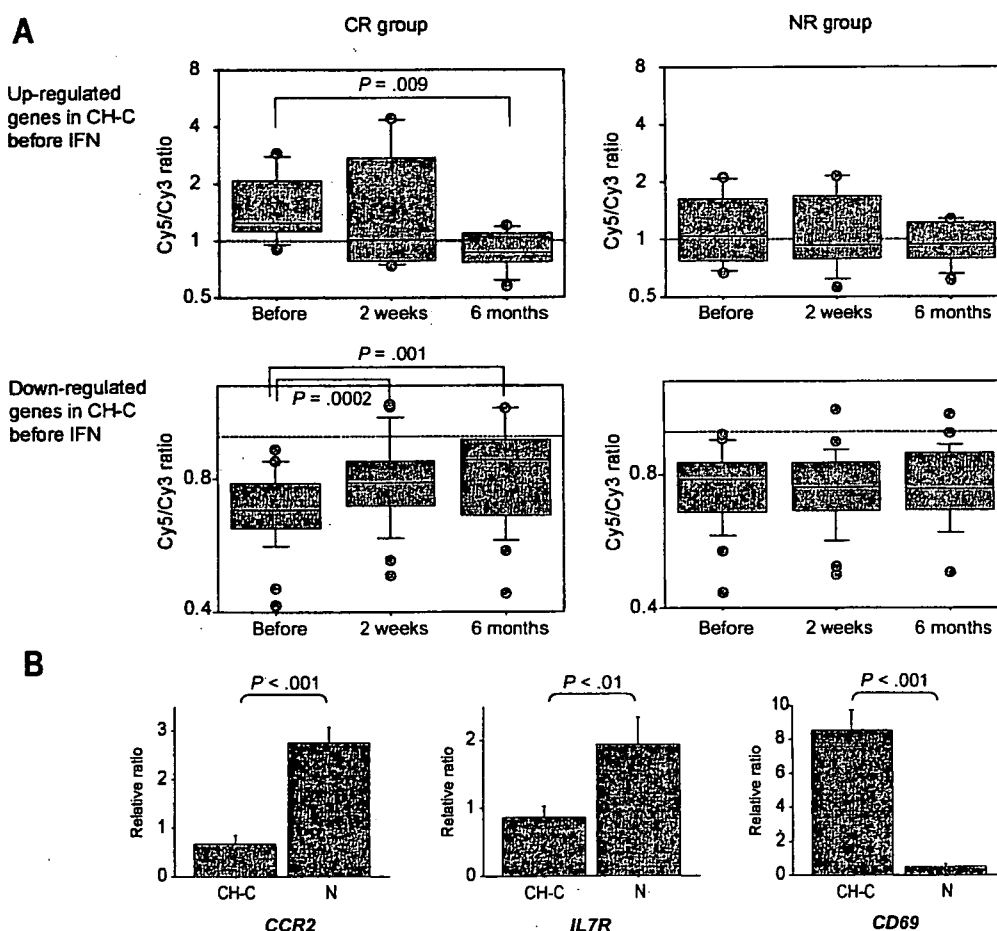 A
CR group
NR group
Up-regulated
genes in CH-C
before IFN
Cy5/Cy3 ratio
8
4
2
1
0.5
P = .009
Before
2 weeks
6 months
Cy5/Cy3 ratio
8
4
2
1
0.5
Before
2 weeks
6 months
Down-regulated
genes in CH-C
before IFN
Cy5/Cy3 ratio
0.8
0.4
P = .001
P = .0002
Before
2 weeks
6 months
Cy5/Cy3 ratio
0.8
0.4
Before
2 weeks
6 months
B
P < .001
Relative ratio
3
2
1
0
CH-C
N
CCR2
P < .01
Relative ratio
2
1
0
CH-C
N
IL7R
P < .001
Relative ratio
10
8
6
4
2
0
CH-C
N
CD69